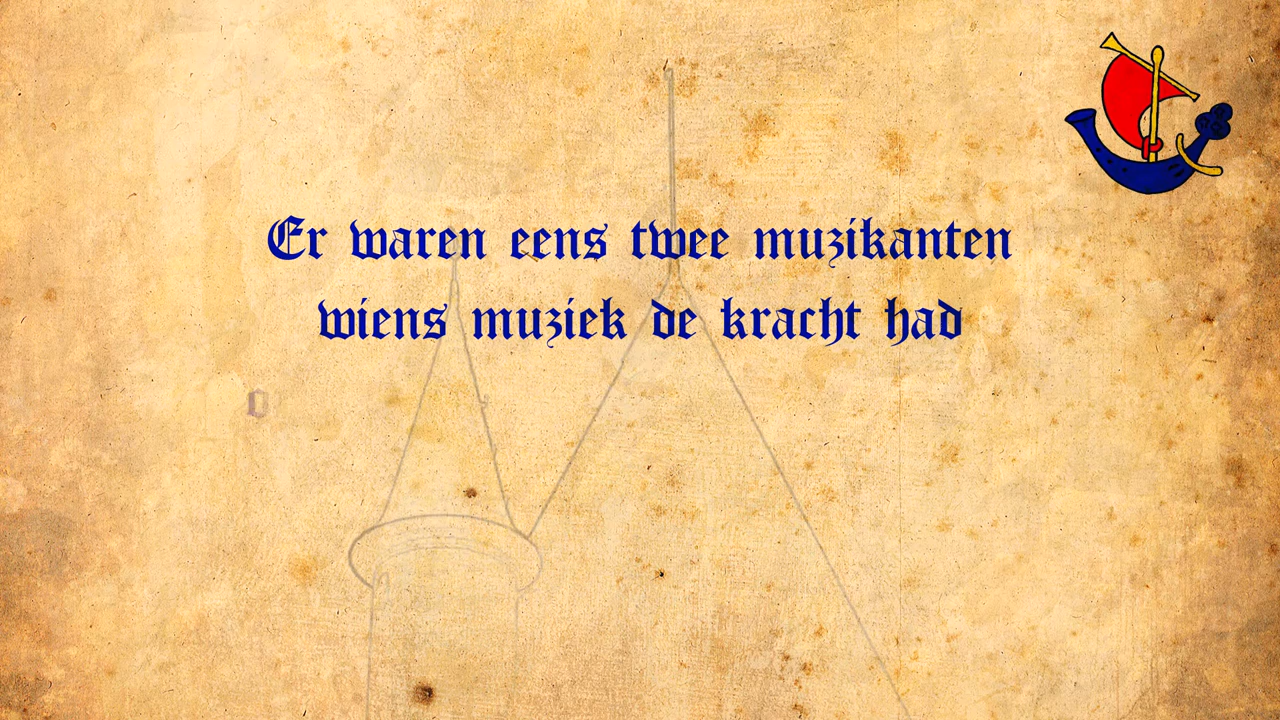 Er waren eens twee muzikanten
wiens muziek de kracht had
o